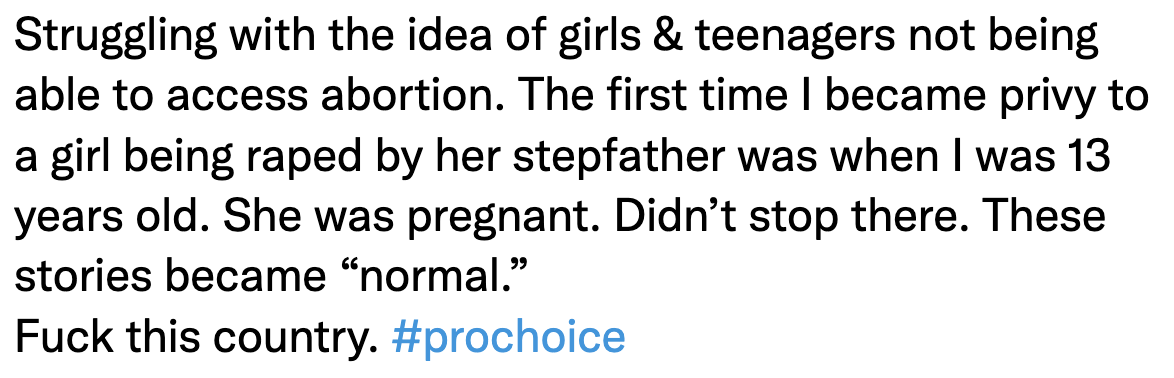 Struggling with the idea of girls & teenagers not being
able to access abortion. The first time I became privy to
a girl being raped by her stepfather was when I was 13
years old. She was pregnant. Didn’t stop there. These
stories became “normal.”
Fuck this country. #prochoice